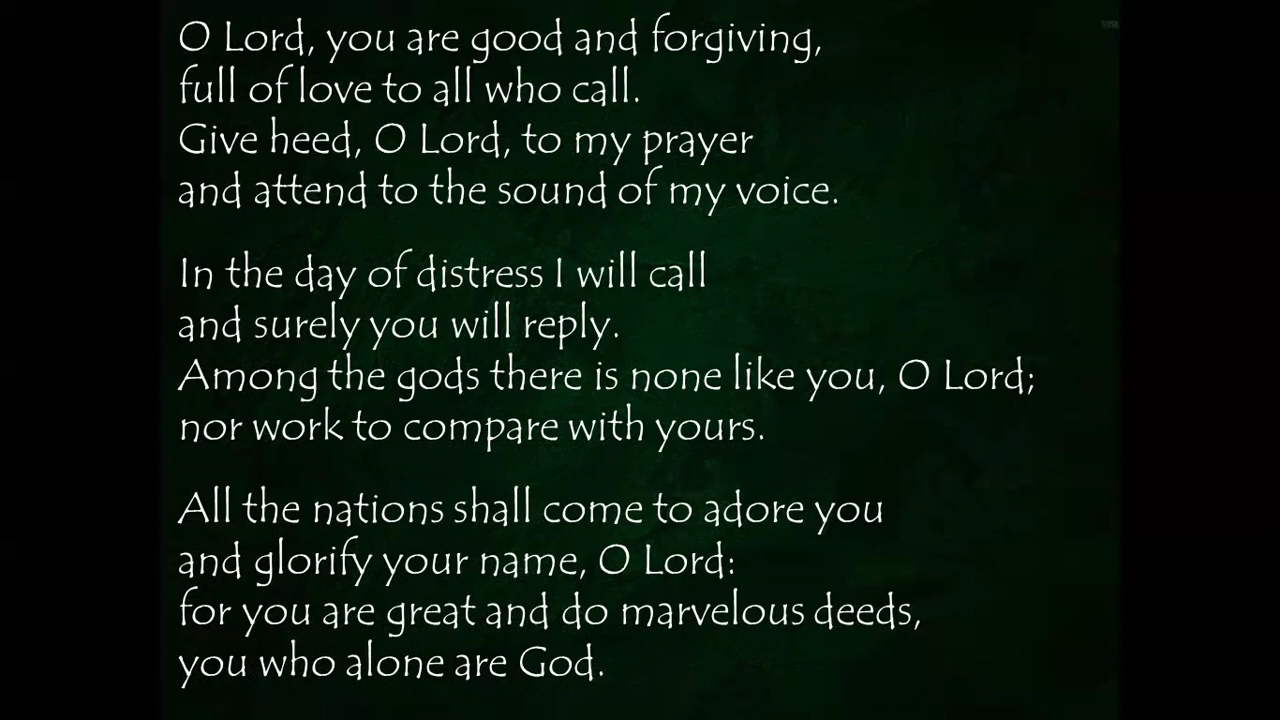 O Lord, you are good and forgiving,
full of love to all who call.
Give heed, O Lord, to my prayer
and attend to the sound of my voice.
In the day of distress I will call
and surely you will reply.
Among the gods there is none like you, O Lord;
nor work to compare with yours.
All the nations shall come to adore you
and glorify your name, O Lord:
for you are great and do marvelous deeds,
you who alone are God.